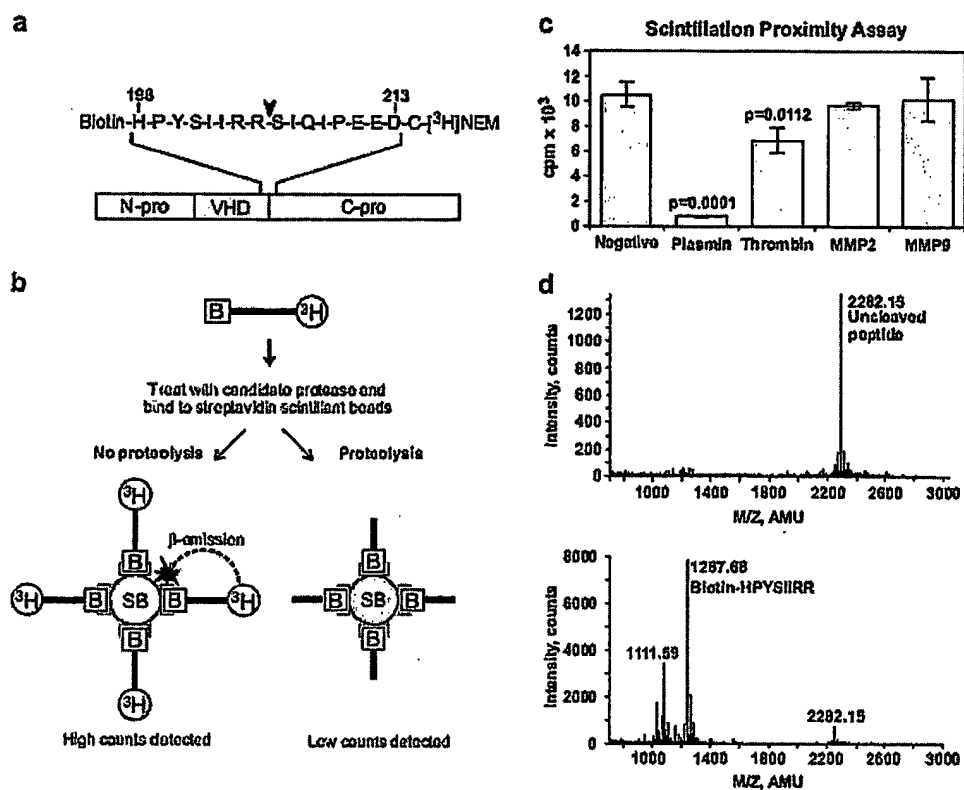 a
198
213
Biotin-H-P-Y-S-I-I-R-R-S-I-Q-I-P-E-E-D-C-[³H]NEM
N-pro
VHD
C-pro
b
B
³H
Treat with candidate protease and
bind to streptavidin scintillant beads
No proteolysis
Proteolysis
³H
β-emission
B
³H
B
SB
B
³H
B
SB
B
B
B
³H
B
High counts detected
Low counts detected
c
Scintillation Proximity Assay
cpm x 10³
14
12
10
8
6
4
2
0
p=0.0001
p=0.0112
Negative
Plasmin
Thrombin
MMP2
MMP9
d
Intensity, counts
1200
1000
800
600
400
200
0
2282.15
Uncleaved
peptide
1000
1400
1800
2200
2600
3000
M/Z, AMU
Intensity, counts
8000
6000
4000
2000
0
1267.68
Biotin-HPYSIIRR
1111.59
2282.15
1000
1400
1800
2200
2600
3000
M/Z, AMU